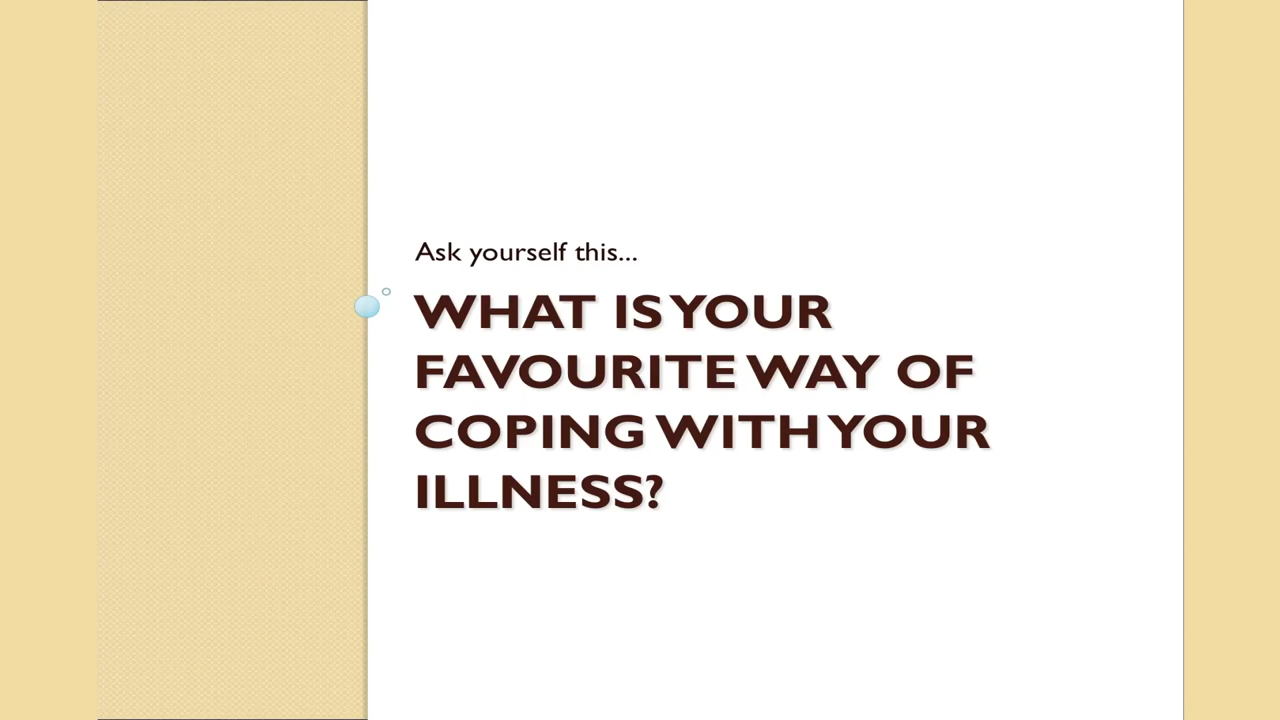 Ask yourself this...
WHAT IS YOUR
FAVOURITE WAY OF
COPING WITH YOUR
ILLNESS?